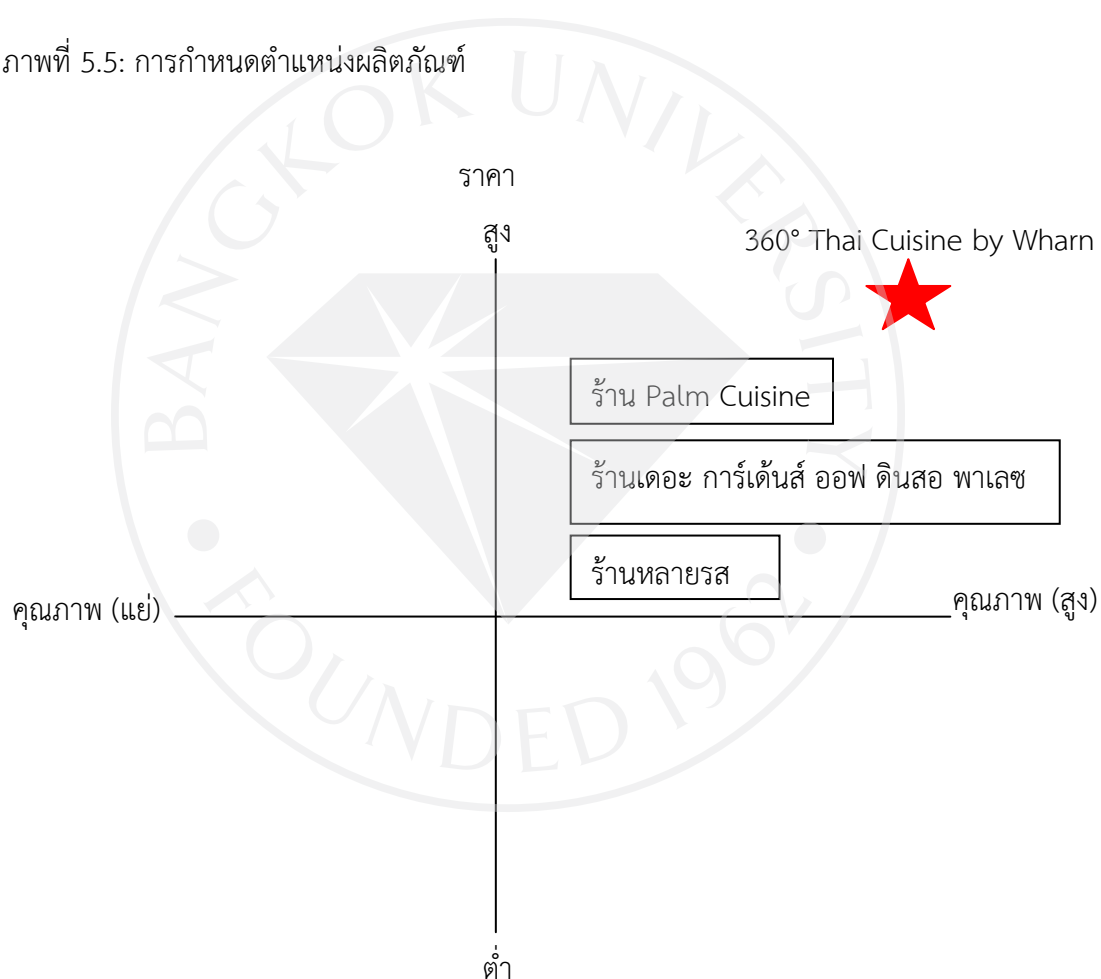 ภาพที่ 5.5: การกำหนดตำแหน่งผลิตภัณฑ์
ราคา
สูง
360° Thai Cuisine by Wharn
ร้าน Palm Cuisine
ร้านเดอะ การ์เด้นส์ ออฟ ดินสอ พาเลซ
ร้านหลายรส
คุณภาพ (แย่)
คุณภาพ (สูง)
ต่ำ
BANGKOK UNIVERSITY
FOUNDED 1962